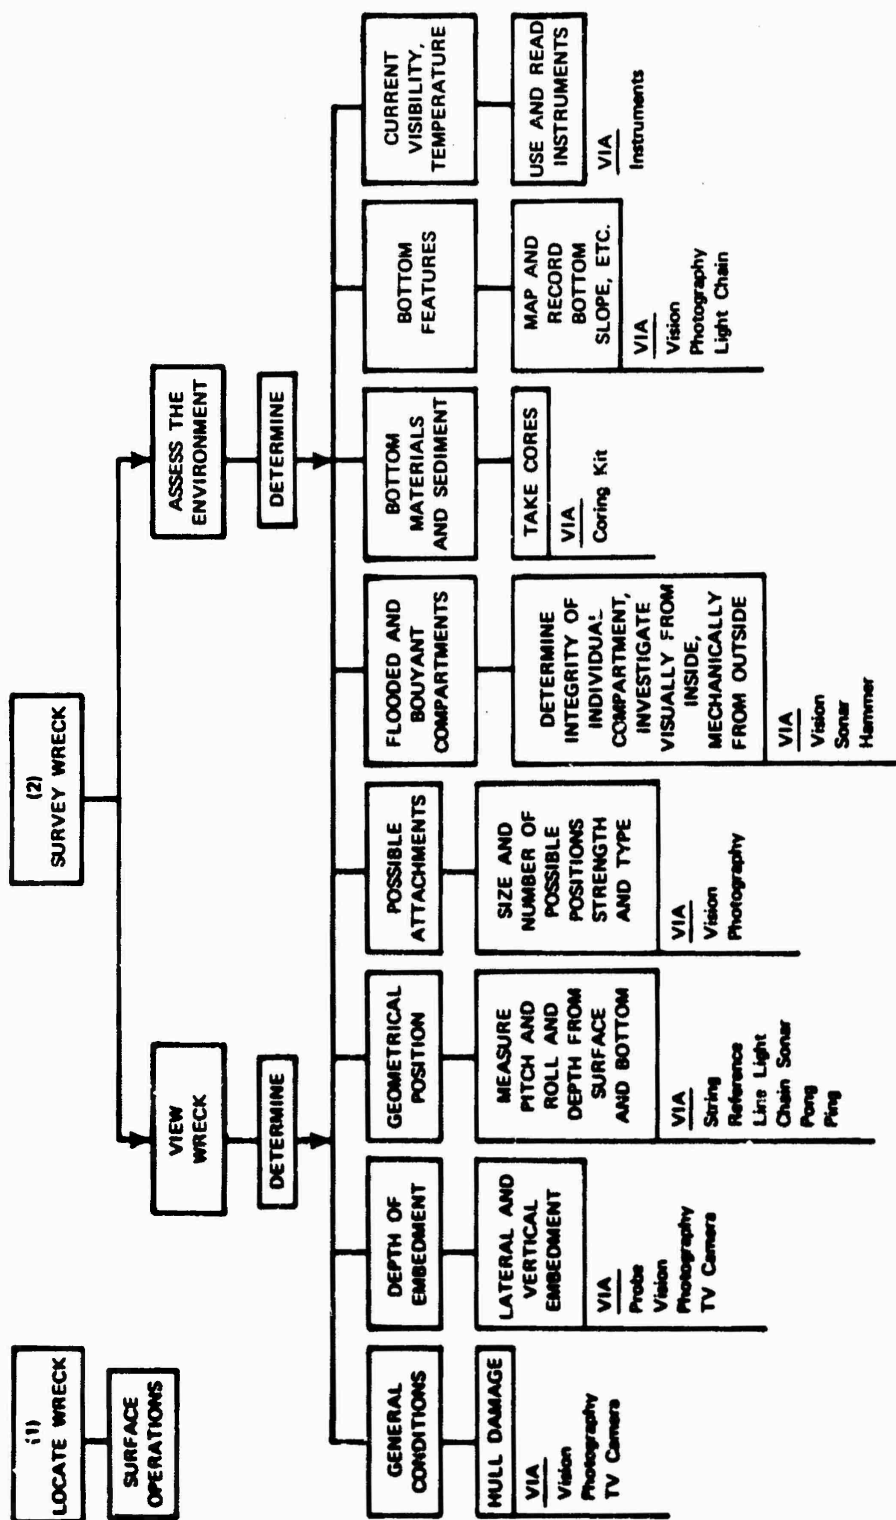 (1)
LOCATE WRECK
SURFACE
OPERATIONS
(2)
SURVEY WRECK
VIEW
WRECK
DETERMINE
ASSESS THE
ENVIRONMENT
DETERMINE
GENERAL
CONDITIONS
HULL DAMAGE
VIA
Vision
Photography
TV Camera
DEPTH OF
EMBEDMENT
LATERAL AND
VERTICAL
EMBEDMENT
VIA
Probe
Vision
Photography
TV Camera
GEOMETRICAL
POSITION
MEASURE
PITCH AND
ROLL AND
DEPTH FROM
SURFACE
AND BOTTOM
VIA
String
Reference
Line Light
Chain Sonar
Pong
Ping
POSSIBLE
ATTACHMENTS
SIZE AND
NUMBER OF
POSSIBLE
POSITIONS
STRENGTH
AND TYPE
VIA
Vision
Photography
FLOODED AND
BOUYANT
COMPARTMENTS
DETERMINE
INTEGRITY OF
INDIVIDUAL
COMPARTMENT,
INVESTIGATE
VISUALLY FROM
INSIDE,
MECHANICALLY
FROM OUTSIDE
VIA
Vision
Sonar
Hammer
BOTTOM
MATERIALS
AND SEDIMENT
TAKE CORES
VIA
Coring Kit
BOTTOM
FEATURES
MAP AND
RECORD
BOTTOM
SLOPE, ETC.
VIA
Vision
Photography
Light Chain
CURRENT
VISIBILITY,
TEMPERATURE
USE AND READ
INSTRUMENTS
VIA
Instruments